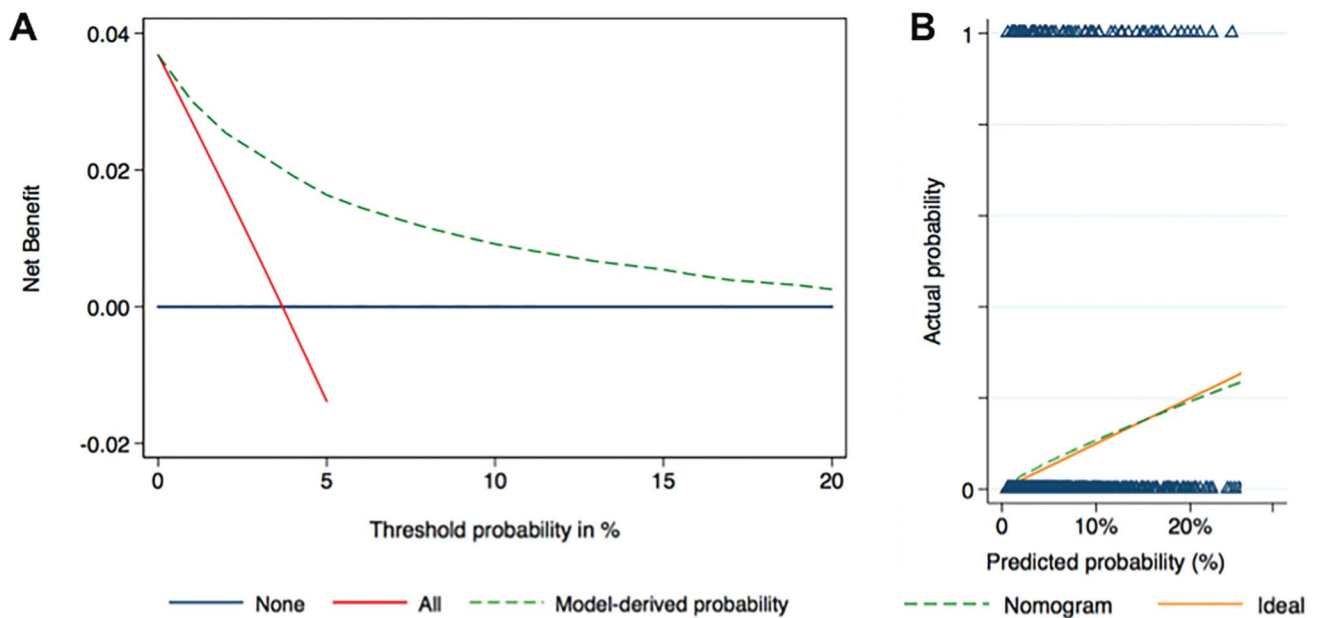 A
0.04
0.02
0.00
-0.02
Net Benefit
0
5
10
15
20
Threshold probability in %
None
All
Model-derived probability
B
1
0
Actual probability
0
10%
20%
Predicted probability (%)
Nomogram
Ideal